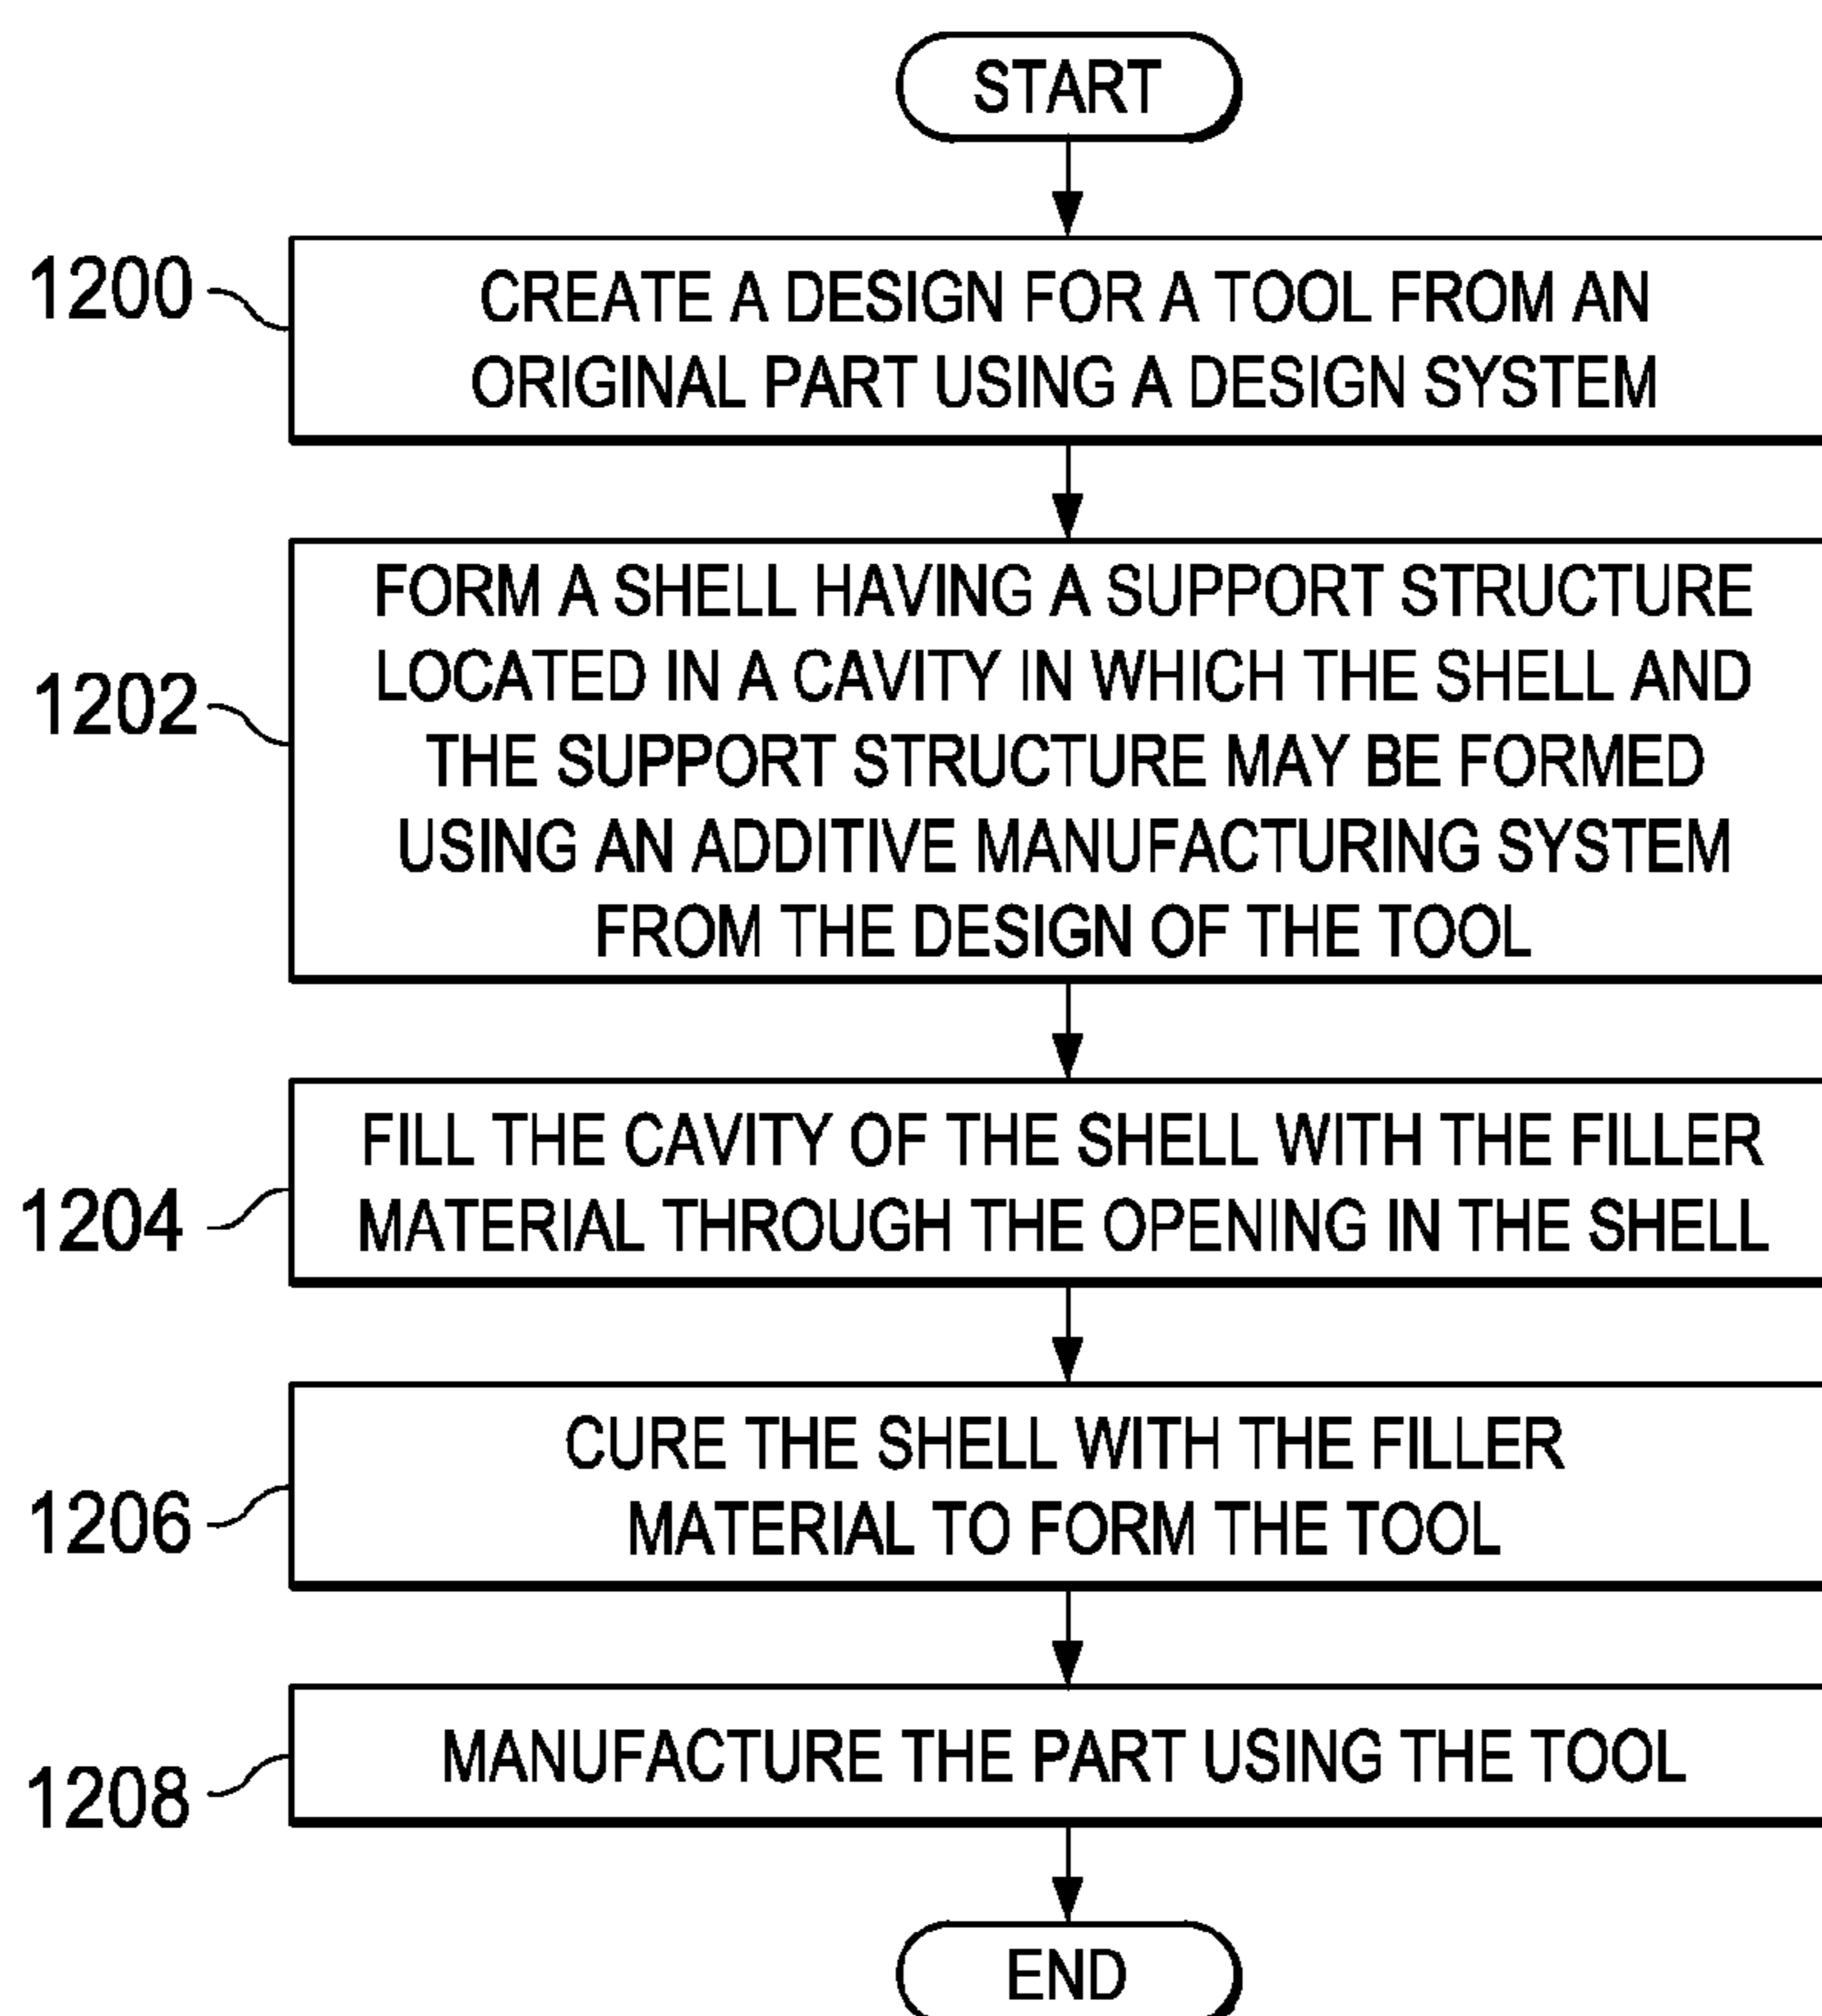 START
1200
CREATE A DESIGN FOR A TOOL FROM AN
ORIGINAL PART USING A DESIGN SYSTEM
1202
FORM A SHELL HAVING A SUPPORT STRUCTURE
LOCATED IN A CAVITY IN WHICH THE SHELL AND
THE SUPPORT STRUCTURE MAY BE FORMED
USING AN ADDITIVE MANUFACTURING SYSTEM
FROM THE DESIGN OF THE TOOL
1204
FILL THE CAVITY OF THE SHELL WITH THE FILLER
MATERIAL THROUGH THE OPENING IN THE SHELL
1206
CURE THE SHELL WITH THE FILLER
MATERIAL TO FORM THE TOOL
1208
MANUFACTURE THE PART USING THE TOOL
END